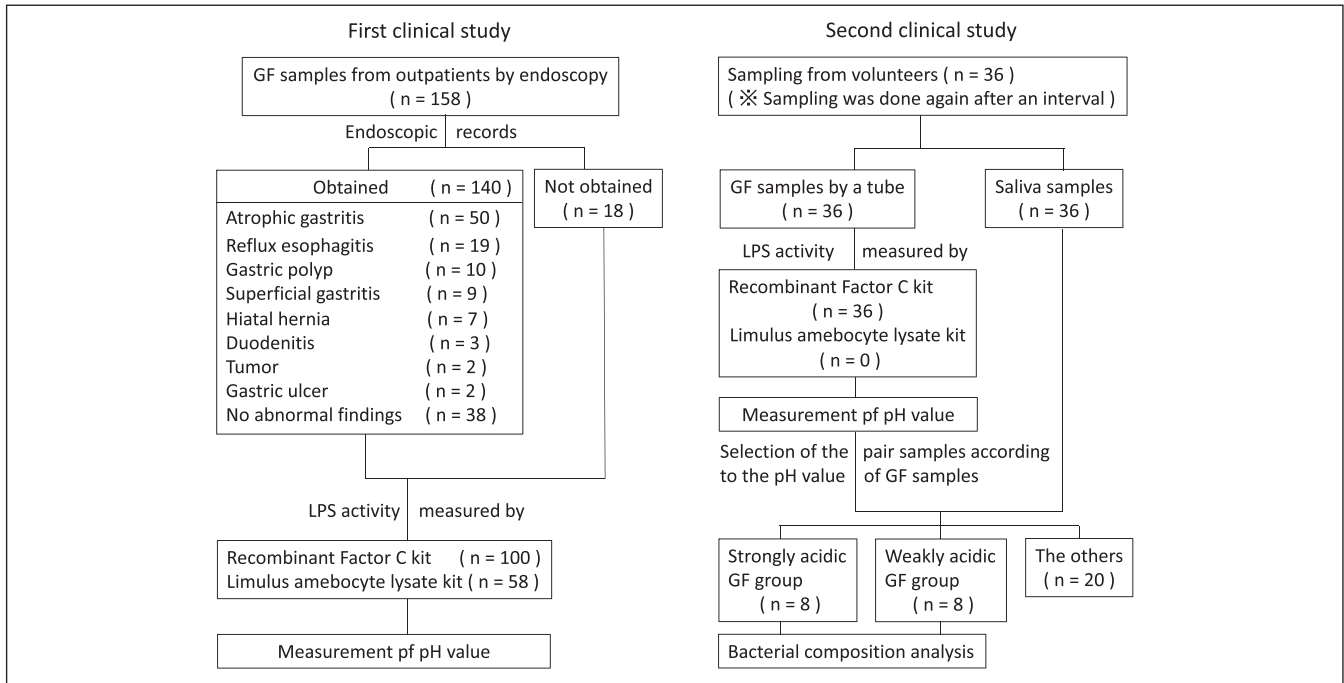 First clinical study
GF samples from outpatients by endoscopy
( n = 158 )
Endoscopic records
Obtained ( n = 140 )
Atrophic gastritis ( n = 50 )
Reflux esophagitis ( n = 19 )
Gastric polyp ( n = 10 )
Superficial gastritis ( n = 9 )
Hiatal hernia ( n = 7 )
Duodenitis ( n = 3 )
Tumor ( n = 2 )
Gastric ulcer ( n = 2 )
No abnormal findings ( n = 38 )
Not obtained
( n = 18 )
LPS activity measured by
Recombinant Factor C kit ( n = 100 )
Limulus amebocyte lysate kit ( n = 58 )
Measurement pf pH value
Second clinical study
Sampling from volunteers ( n = 36 )
( ※ Sampling was done again after an interval )
GF samples by a tube
( n = 36 )
Saliva samples
( n = 36 )
LPS activity measured by
Recombinant Factor C kit
( n = 36 )
Limulus amebocyte lysate kit
( n = 0 )
Measurement pf pH value
Selection of the pair samples according
to the pH value of GF samples
Strongly acidic
GF group
( n = 8 )
Weakly acidic
GF group
( n = 8 )
The others
( n = 20 )
Bacterial composition analysis